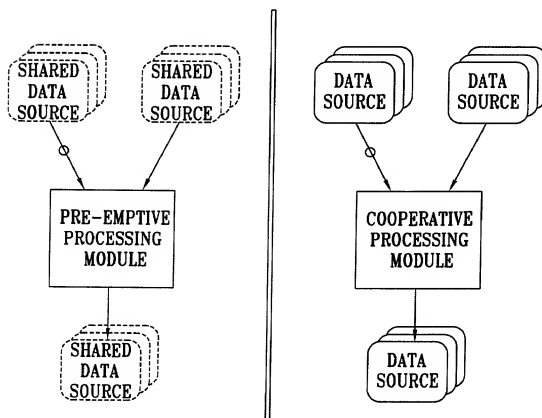 SHARED
DATA
SOURCE
SHARED
DATA
SOURCE
PRE-EMPTIVE
PROCESSING
MODULE
SHARED
DATA
SOURCE
DATA
SOURCE
DATA
SOURCE
COOPERATIVE
PROCESSING
MODULE
DATA
SOURCE